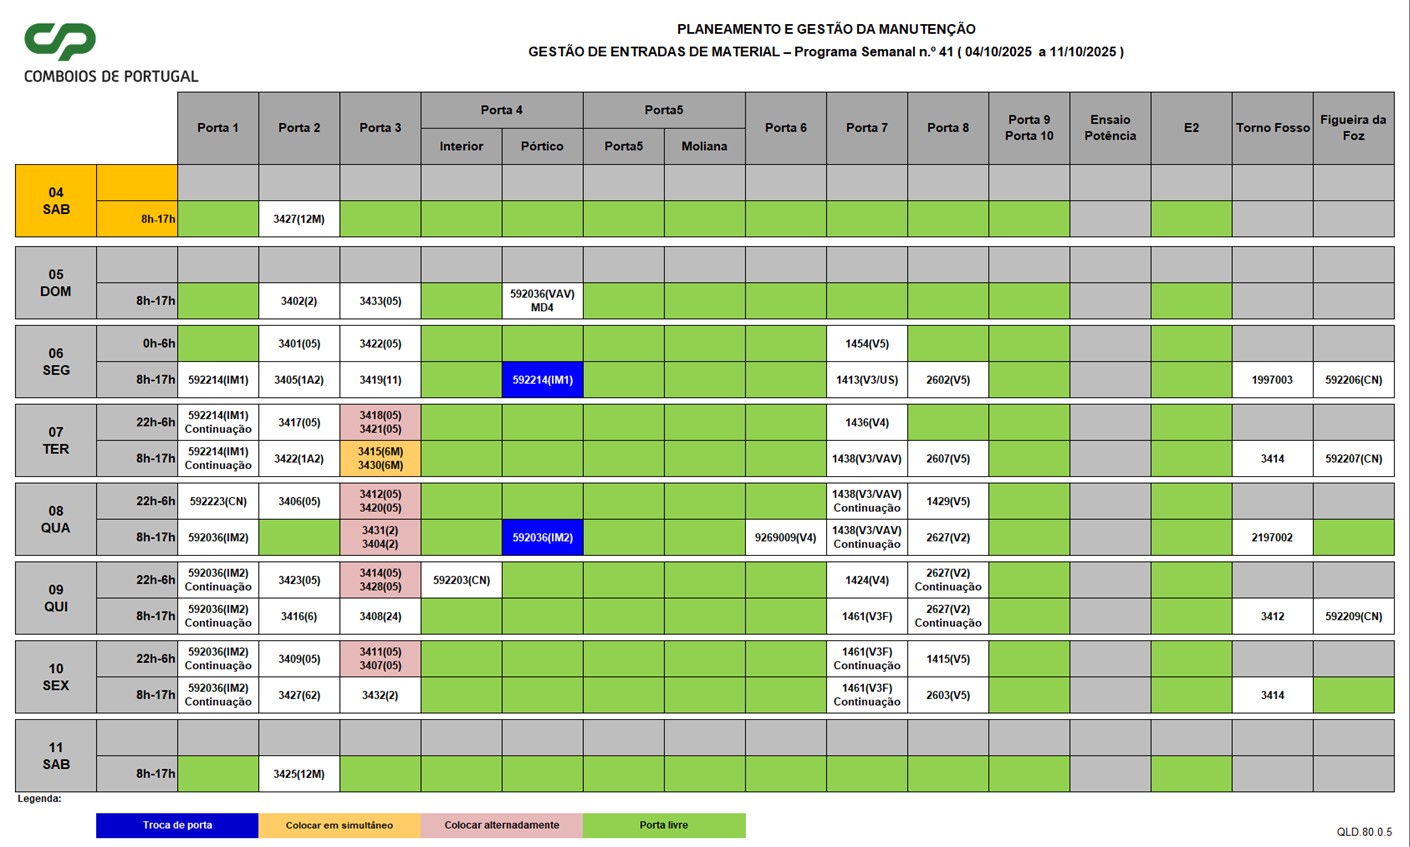 PLANEAMENTO E GESTÃO DA MANUTENÇÃO
GESTÃO DE ENTRADAS DE MATERIAL – Programa Semanal n.º 41 ( 04/10/2025 a 11/10/2025 )
CP
COMBOIOS DE PORTUGAL
Porta 1 Porta 2 Porta 3 Porta 4 Porta5 Porta 6 Porta 7 Porta 8 Porta 9 Porta 10 Ensaio Potência E2 Torno Fosso Figueira da Foz
Interior Pórtico Porta5 Moliana
04 SAB
8h-17h 3427(12M)
05 DOM
8h-17h 3402(2) 3433(05) 592036(VAV) MD4
06 SEG
0h-6h 3401(05) 3422(05) 1454(V5)
8h-17h 592214(IM1) 3405(1A2) 3419(11) 592214(IM1) 1413(V3/US) 2602(V5) 1997003 592206(CN)
07 TER
22h-6h 592214(IM1) Continuação 3417(05) 3418(05) 3421(05) 1436(V4)
8h-17h 592214(IM1) Continuação 3422(1A2) 3415(6M) 3430(6M) 1438(V3/VAV) 2607(V5) 3414 592207(CN)
08 QUA
22h-6h 592223(CN) 3406(05) 3412(05) 3420(05) 1438(V3/VAV) Continuação 1429(V5)
8h-17h 592036(IM2) 3431(2) 3404(2) 592036(IM2) 9269009(V4) 1438(V3/VAV) Continuação 2627(V2) 2197002
09 QUI
22h-6h 592036(IM2) Continuação 3423(05) 3414(05) 3428(05) 592203(CN) 1424(V4) 2627(V2) Continuação
8h-17h 592036(IM2) Continuação 3416(6) 3408(24) 1461(V3F) 2627(V2) Continuação 3412 592209(CN)
10 SEX
22h-6h 592036(IM2) Continuação 3409(05) 3411(05) 3407(05) 1461(V3F) Continuação 1415(V5)
8h-17h 592036(IM2) Continuação 3427(62) 3432(2) 1461(V3F) Continuação 2603(V5) 3414
11 SAB
8h-17h 3425(12M)
Legenda:
Troca de porta Colocar em simultâneo Colocar alternadamente Porta livre
QLD.80.0.5